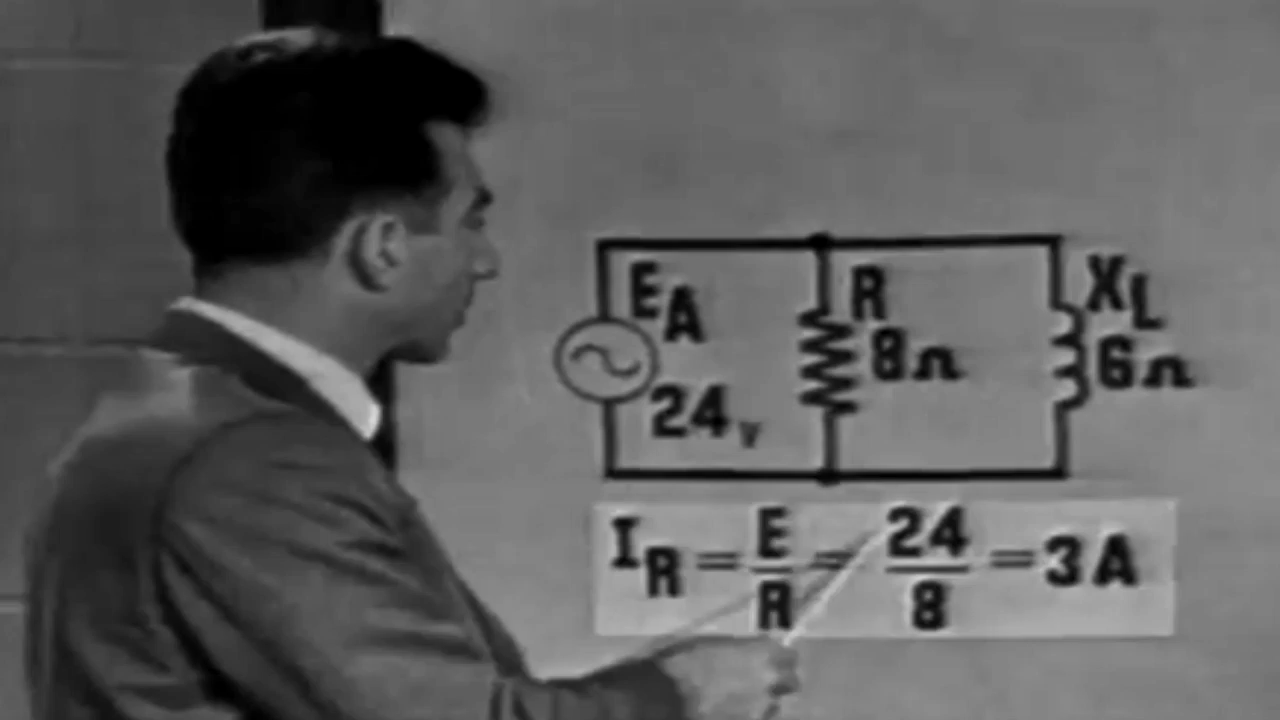 EA
24v
R
8Ω
XL
6Ω
IR = E/R = 24/8 = 3A